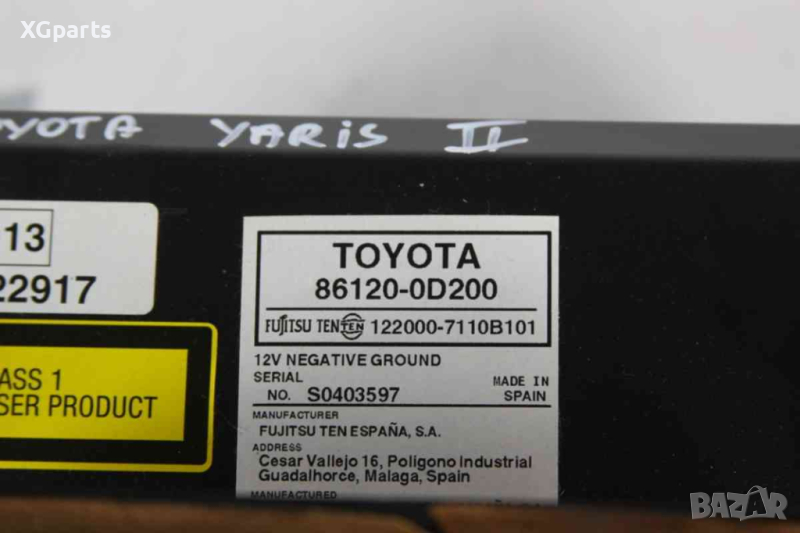 XGparts
TOYOTA YARIS II
13
22917
ASS 1
SER PRODUCT
TOYOTA
86120-0D200
FUJITSU TEN TEN 122000-7110B101
12V NEGATIVE GROUND
SERIAL
NO. S0403597
MADE IN
SPAIN
MANUFACTURER
FUJITSU TEN ESPAÑA, S.A.
ADDRESS
Cesar Vallejo 16, Poligono Industrial
Guadalhorce, Malaga, Spain
MANUFACTURED
BAZAR